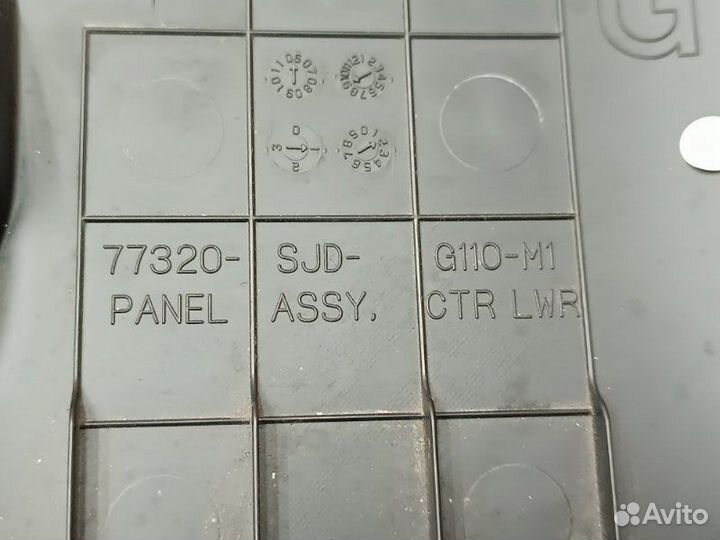 G
77320- SJD- G110-M1
PANEL ASSY. CTR LWR
Avito